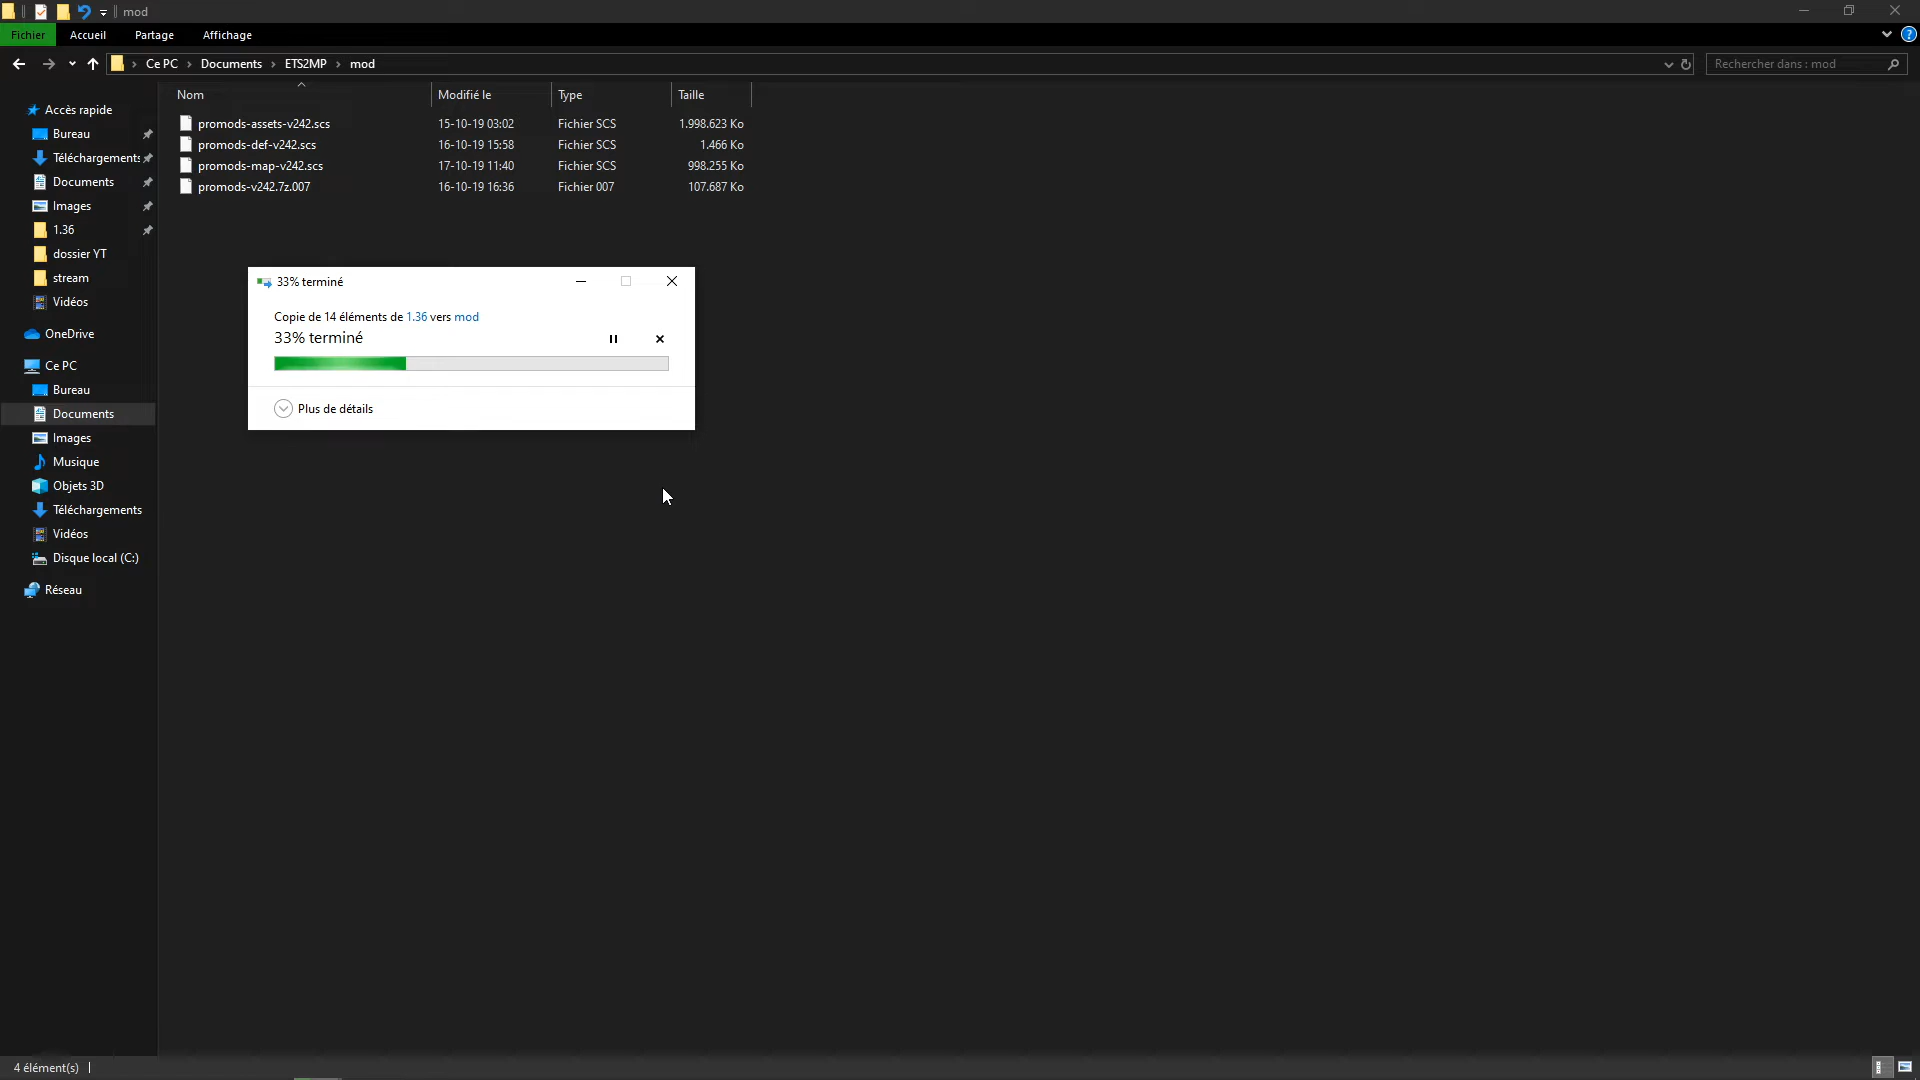 mod
Fichier
Accueil
Partage
Affichage
Ce PC > Documents > ETS2MP > mod
Rechercher dans : mod
Nom Modifié le Type Taille
promods-assets-v242.scs 15-10-19 03:02 Fichier SCS 1.998.623 Ko
promods-def-v242.scs 16-10-19 15:58 Fichier SCS 1.466 Ko
promods-map-v242.scs 17-10-19 11:40 Fichier SCS 998.255 Ko
promods-v242.7z.007 16-10-19 16:36 Fichier 007 107.687 Ko
Accès rapide
Bureau
Téléchargements
Documents
Images
1.36
dossier YT
stream
Vidéos
OneDrive
Ce PC
Bureau
Documents
Images
Musique
Objets 3D
Téléchargements
Vidéos
Disque local (C:)
Réseau
33% terminé
Copie de 14 éléments de 1.36 vers mod
33% terminé
Plus de détails
4 élément(s)